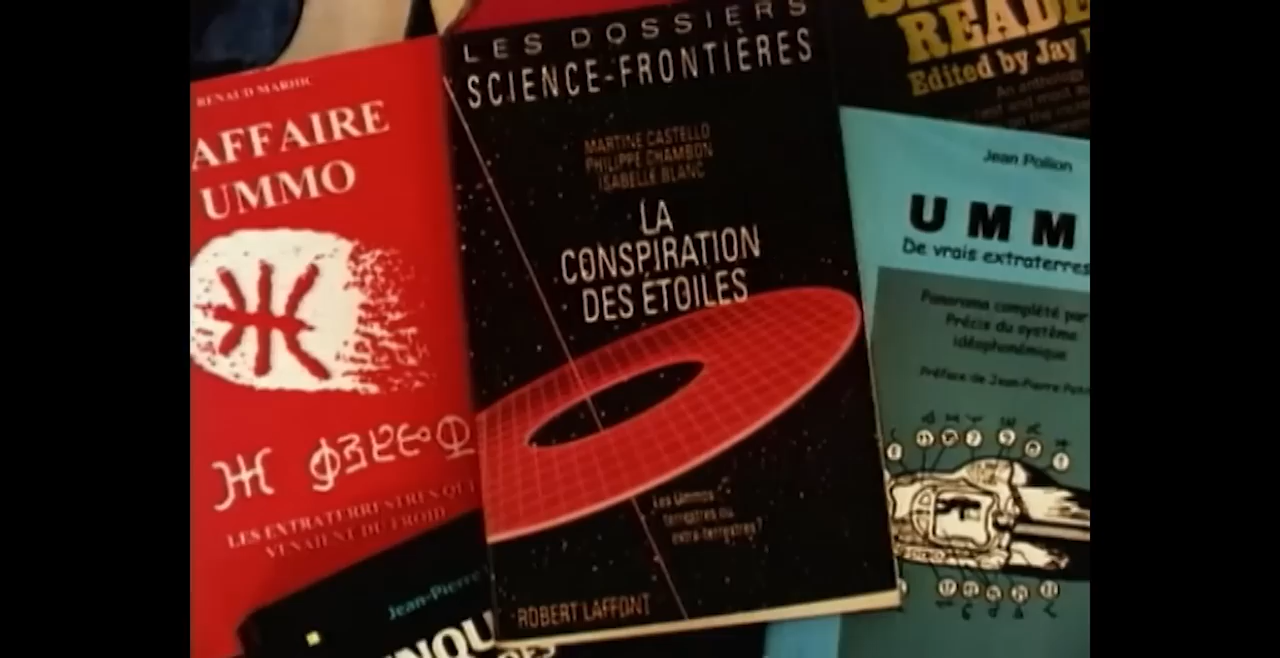 RENAUD MARHIC
AFFAIRE
UMMO
LES EXTRATERRESTRES QUI
VENAIENT DU FROID
LES DOSSIERS
SCIENCE-FRONTIÈRES
MARTINE CASTELLO
PHILIPPE CHAMBON
ISABELLE BLANC
LA
CONSPIRATION
DES ÉTOILES
Les Ummos
terrestres ou
extra-terrestres?
ROBERT LAFFONT
Jean-Pierre
READE
Edited by Jay
An anthology
Jean Pollion
UMM
De vrais extraterres
Panorama complété par
Précis du système
idéophonémique
Préface de Jean-Pierre